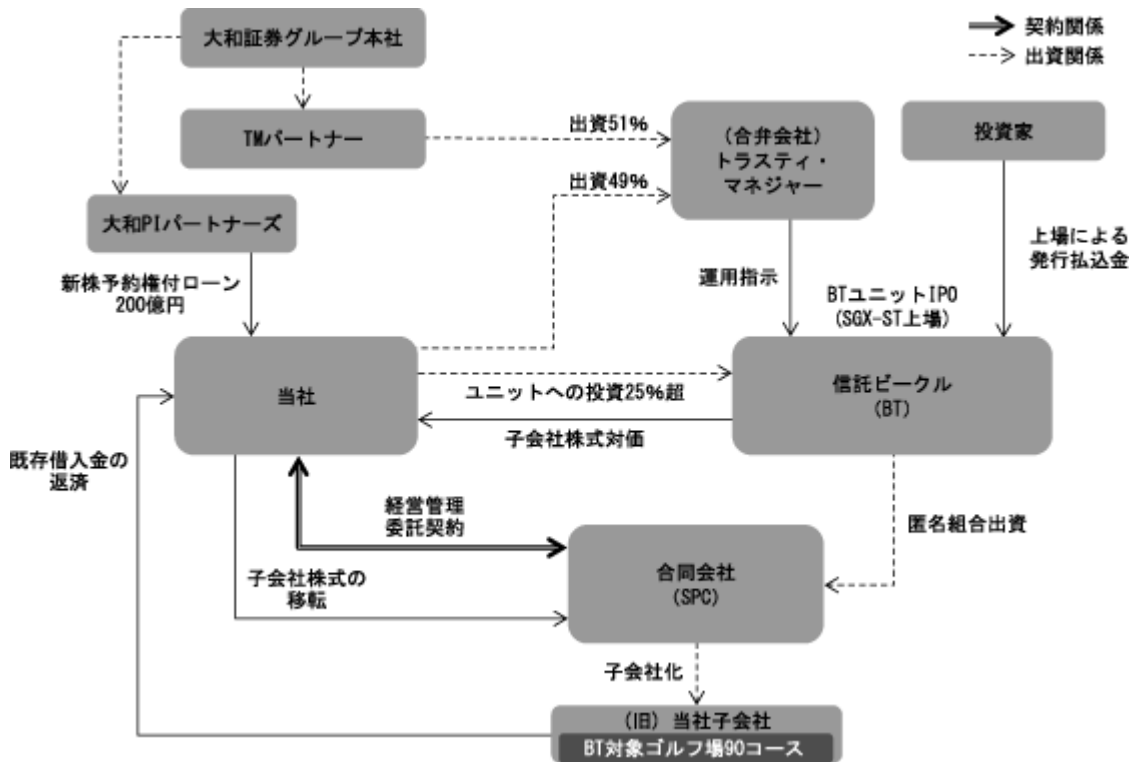 大和証券グループ本社
契約関係
出資関係
TMパートナー
出資51%
(合弁会社)
トラスティ・
マネジャー
投資家
出資49%
大和PIパートナーズ
新株予約権付ローン
200億円
運用指示
上場による
発行払込金
BTユニットIPO
(SGX-ST上場)
当社
ユニットへの投資25%超
信託ビークル
(BT)
子会社株式対価
既存借入金の
返済
経営管理
委託契約
匿名組合出資
合同会社
(SPC)
子会社株式の
移転
子会社化
(旧)当社子会社
BT対象ゴルフ場90コース